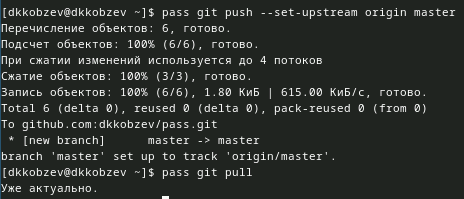 [dkkobzev@dkkobzev ~]$ pass git push --set-upstream origin master
Перечисление объектов: 6, готово.
Подсчет объектов: 100% (6/6), готово.
При сжатии изменений используется до 4 потоков
Сжатие объектов: 100% (3/3), готово.
Запись объектов: 100% (6/6), 1.80 КиБ | 615.00 КиБ/с, готово.
Total 6 (delta 0), reused 0 (delta 0), pack-reused 0 (from 0)
To github.com:dkkobzev/pass.git
 * [new branch]      master -> master
branch 'master' set up to track 'origin/master'.
[dkkobzev@dkkobzev ~]$ pass git pull
Уже актуально.